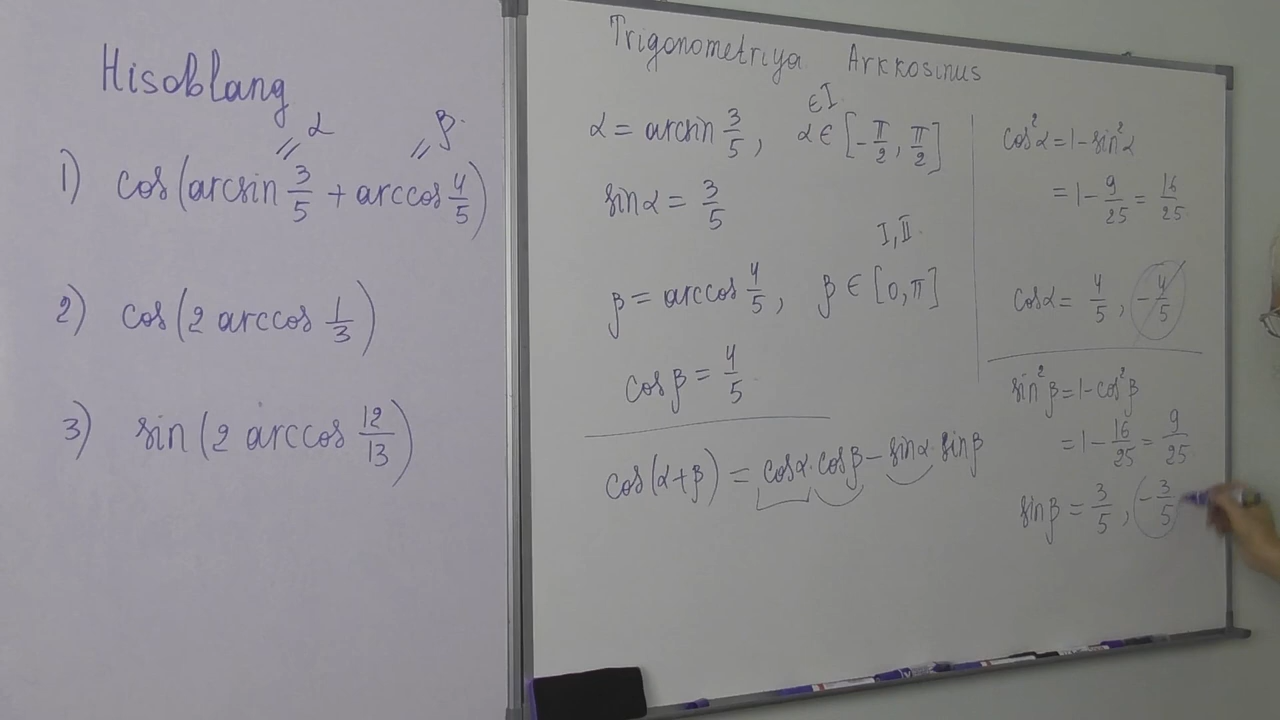 Hisoblang
= α = β
1) cos(arcsin 3/5 + arccos 4/5)
2) cos(2 arccos 1/3)
3) sin(2 arccos 12/13)
Trigonometriya Arkkosinus
∈ I
α = arcsin 3/5, α ∈ [-π/2, π/2]
sinα = 3/5
I, II
β = arccos 4/5, β ∈ [0, π]
cosβ = 4/5
cos(α+β) = cosα·cosβ - sinα·sinβ
cos²α = 1 - sin²α
= 1 - 9/25 = 16/25
cosα = 4/5, -4/5
sin²β = 1 - cos²β
= 1 - 16/25 = 9/25
sinβ = 3/5, -3/5